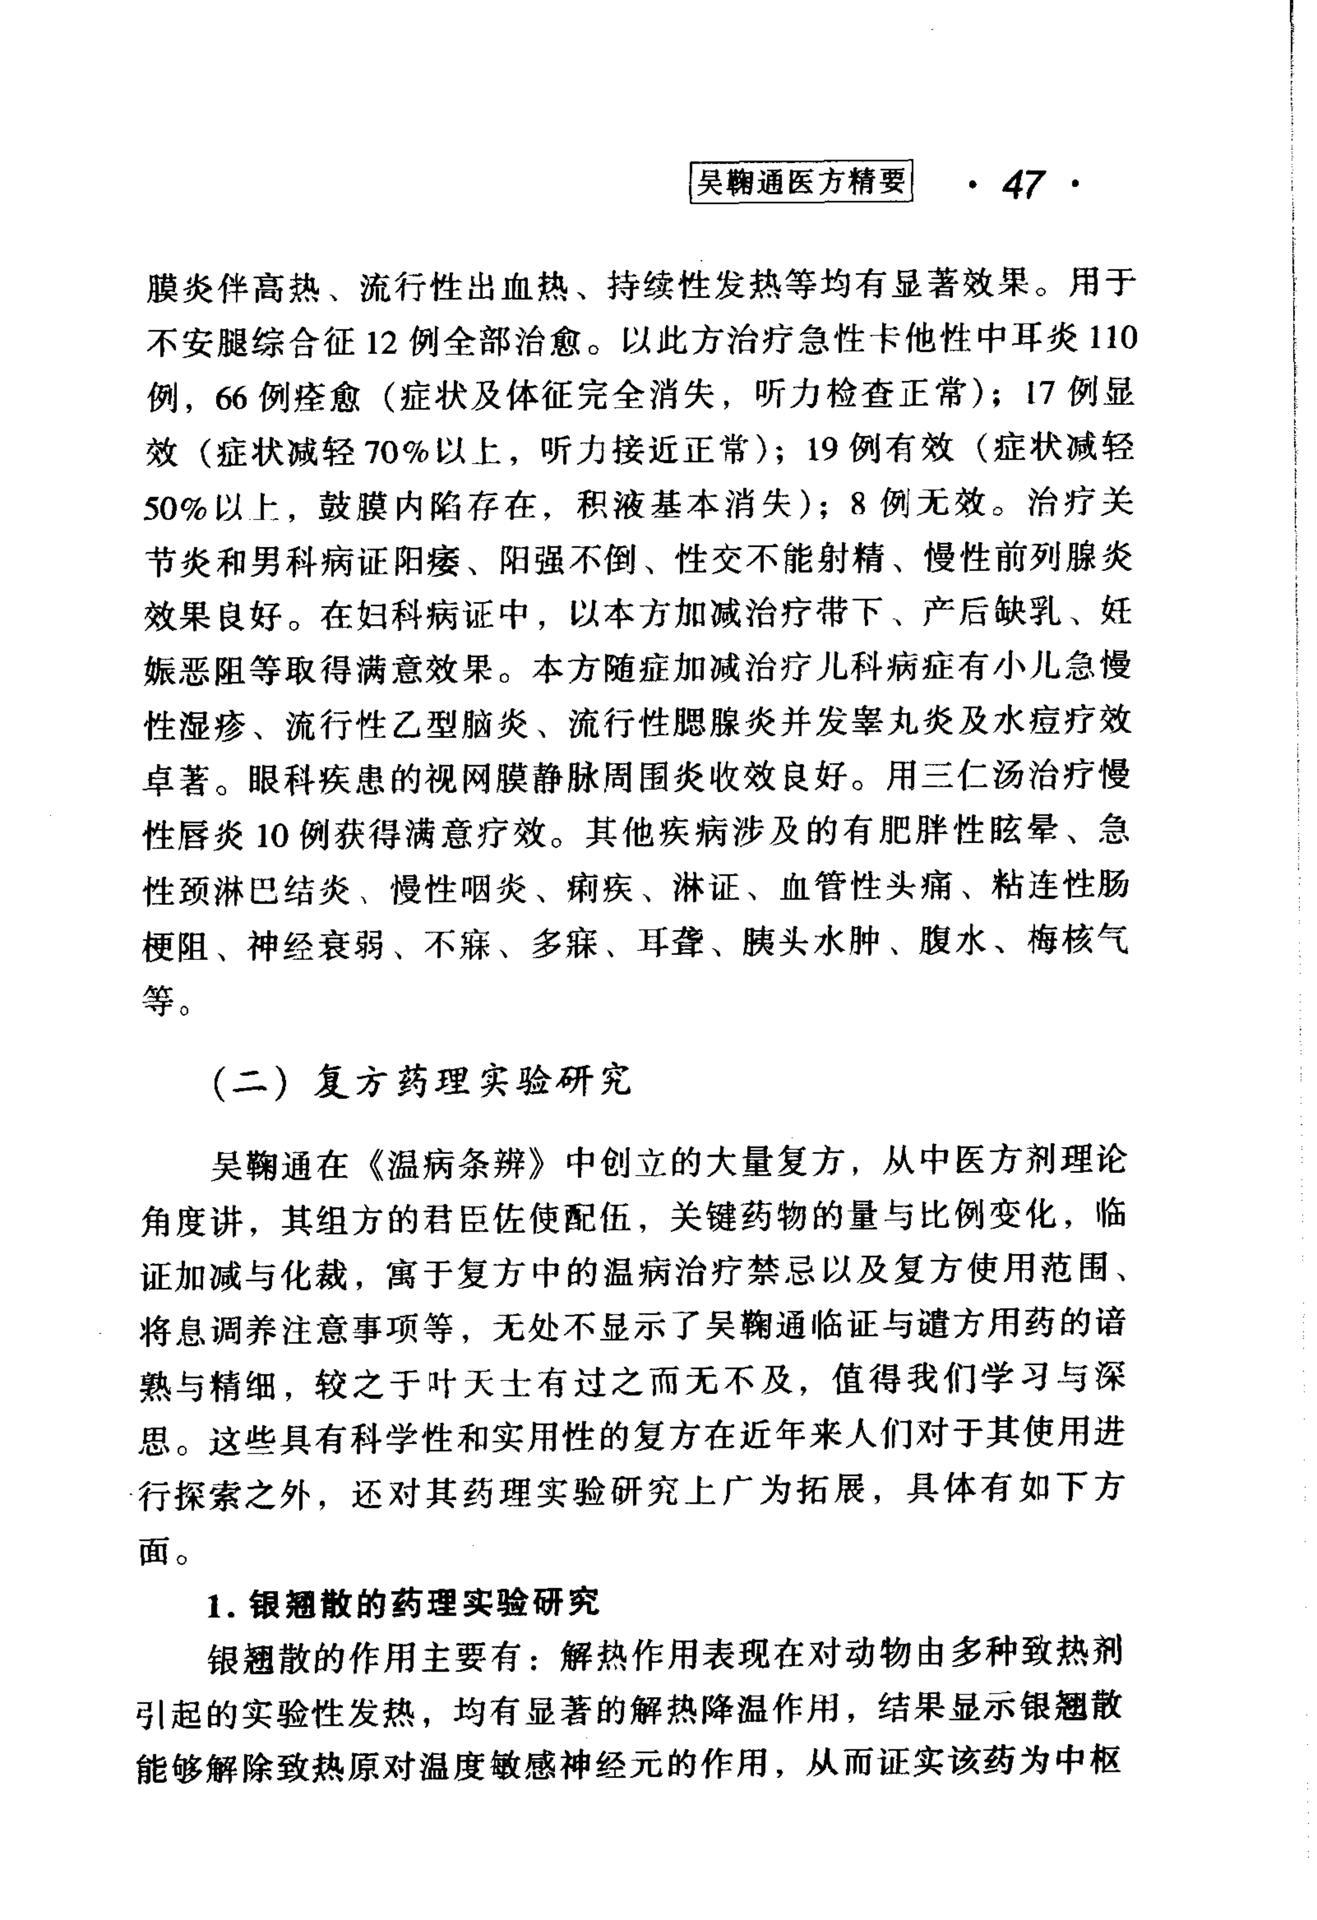 吴鞠通医方精要 · 47 ·
膜炎伴高热、流行性出血热、持续性发热等均有显著效果。用于
不安腿综合征 12 例全部治愈。以此方治疗急性卡他性中耳炎 110
例，66 例痊愈（症状及体征完全消失，听力检查正常）；17 例显
效（症状减轻 70%以上，听力接近正常）；19 例有效（症状减轻
50%以上，鼓膜内陷存在，积液基本消失）；8 例无效。治疗关
节炎和男科病证阳痿、阳强不倒、性交不能射精、慢性前列腺炎
效果良好。在妇科病证中，以本方加减治疗带下、产后缺乳、妊
娠恶阻等取得满意效果。本方随症加减治疗儿科病症有小儿急慢
性湿疹、流行性乙型脑炎、流行性腮腺炎并发睾丸炎及水痘疗效
卓著。眼科疾患的视网膜静脉周围炎收效良好。用三仁汤治疗慢
性唇炎 10 例获得满意疗效。其他疾病涉及的有肥胖性眩晕、急
性颈淋巴结炎、慢性咽炎、痢疾、淋证、血管性头痛、粘连性肠
梗阻、神经衰弱、不寐、多寐、耳聋、胰头水肿、腹水、梅核气
等。
（二）复方药理实验研究
吴鞠通在《温病条辨》中创立的大量复方，从中医方剂理论
角度讲，其组方的君臣佐使配伍，关键药物的量与比例变化，临
证加减与化裁，寓于复方中的温病治疗禁忌以及复方使用范围、
将息调养注意事项等，无处不显示了吴鞠通临证与谴方用药的谙
熟与精细，较之于叶天士有过之而无不及，值得我们学习与深
思。这些具有科学性和实用性的复方在近年来人们对于其使用进
行探索之外，还对其药理实验研究上广为拓展，具体有如下方
面。
1. 银翘散的药理实验研究
银翘散的作用主要有：解热作用表现在对动物由多种致热剂
引起的实验性发热，均有显著的解热降温作用，结果显示银翘散
能够解除致热原对温度敏感神经元的作用，从而证实该药为中枢